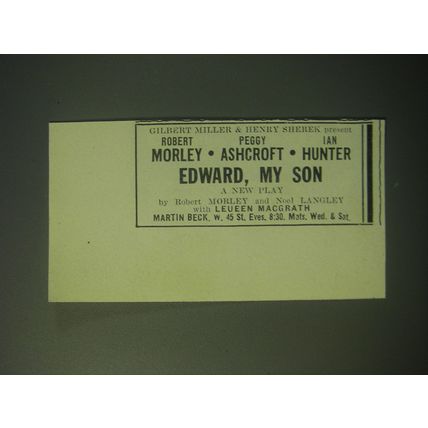 GILBERT MILLER & HENRY SHEREK present
ROBERT PEGGY IAN
MORLEY • ASHCROFT • HUNTER
EDWARD, MY SON
A NEW PLAY
by Robert MORLEY and Noel LANGLEY
with LEUEEN MACGRATH
MARTIN BECK, W. 45 St. Eves. 8:30. Mats. Wed. & Sat.